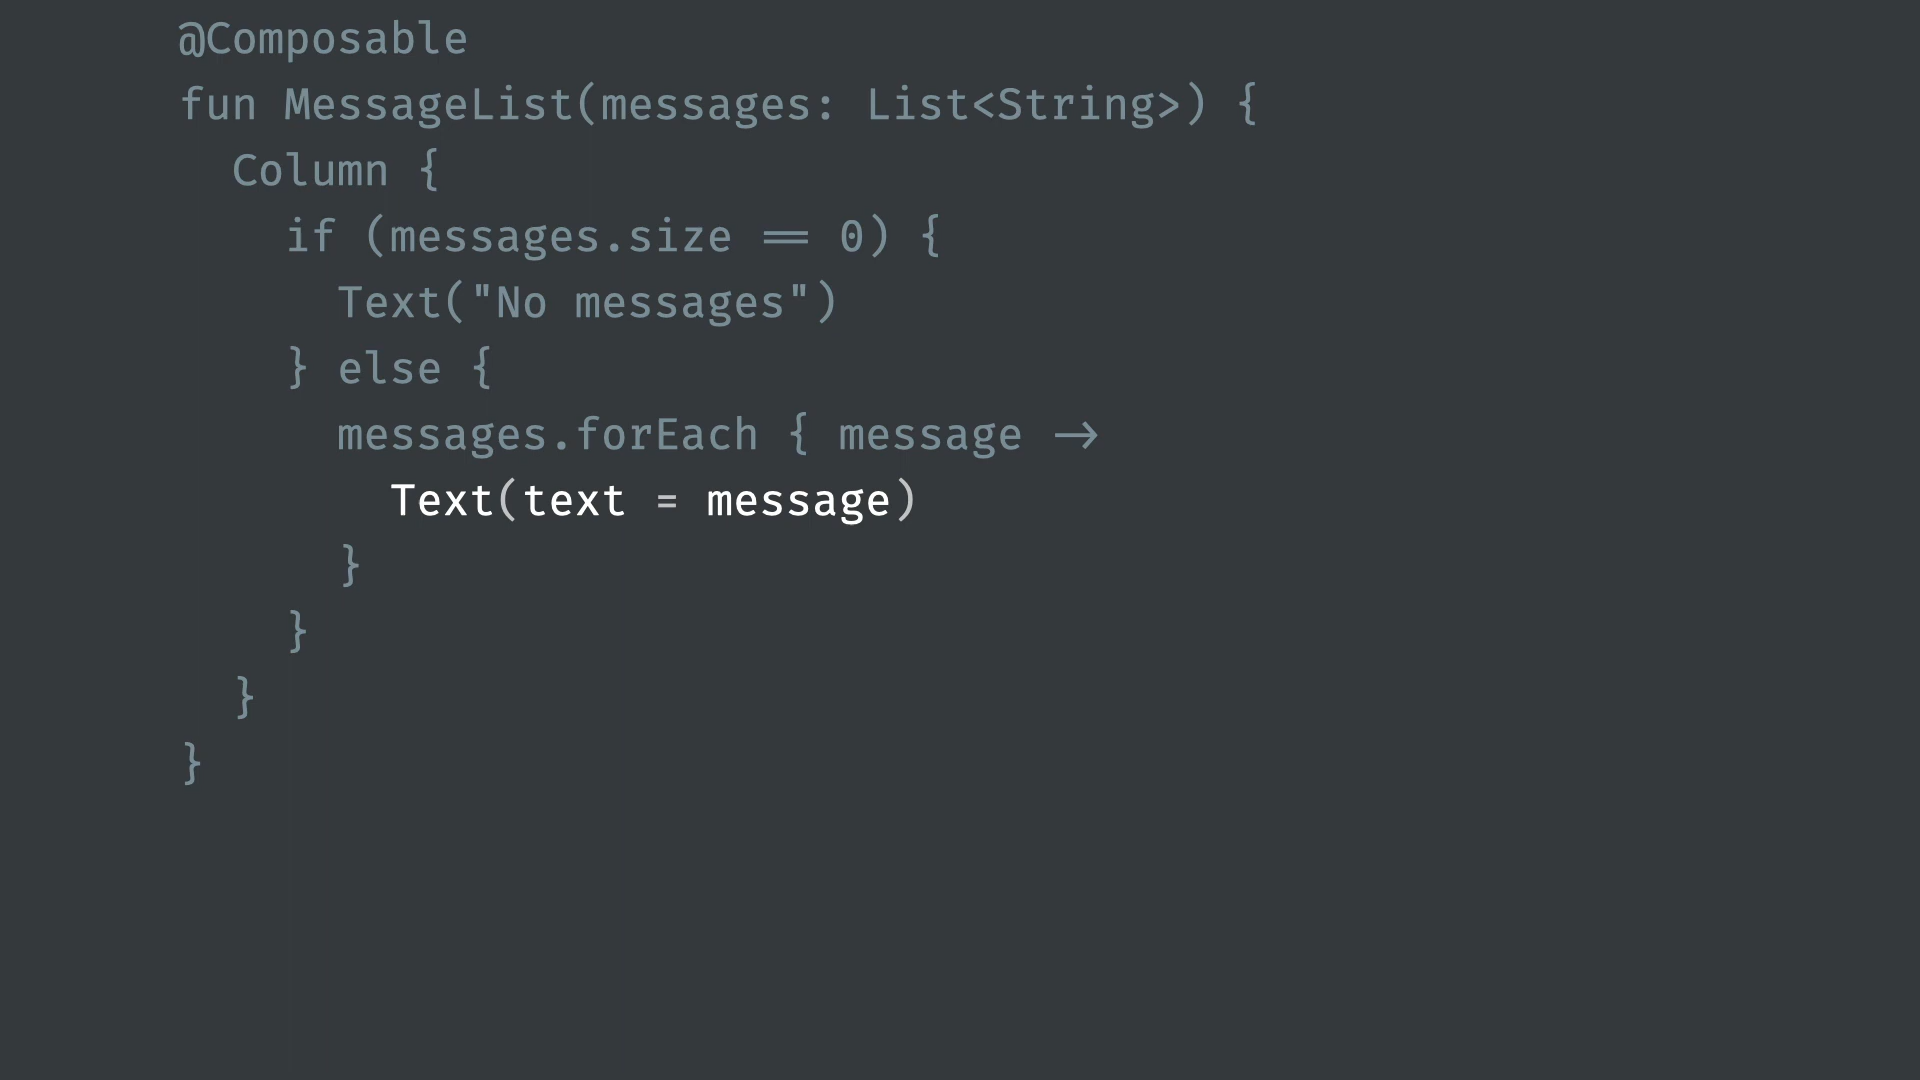 @Composable
fun MessageList(messages: List<String>) {
Column {
if (messages.size == 0) {
Text("No messages")
} else {
messages.forEach { message ->
Text(text = message)
}
}
}
}